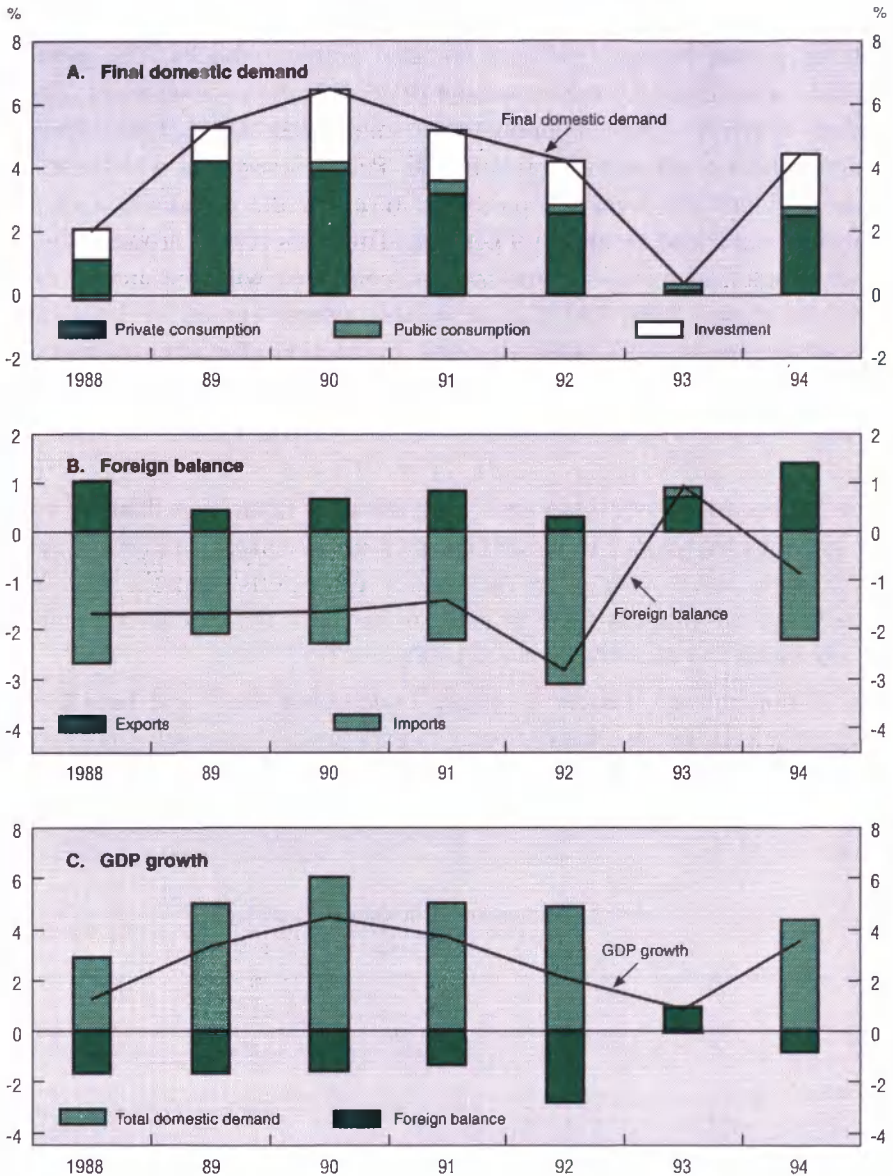 % %
8 8
A. Final domestic demand
6 6
Final domestic demand
4 4
2 2
0 0
Private consumption Public consumption Investment
-2 -2
1988 89 90 91 92 93 94
2 2
B. Foreign balance
1 1
0 0
-1 -1
Foreign balance
-2 -2
-3 -3
Exports Imports
-4 -4
1988 89 90 91 92 93 94
8 8
C. GDP growth
6 6
4 4
GDP growth
2 2
0 0
-2 -2
Total domestic demand Foreign balance
-4 -4
1988 89 90 91 92 93 94